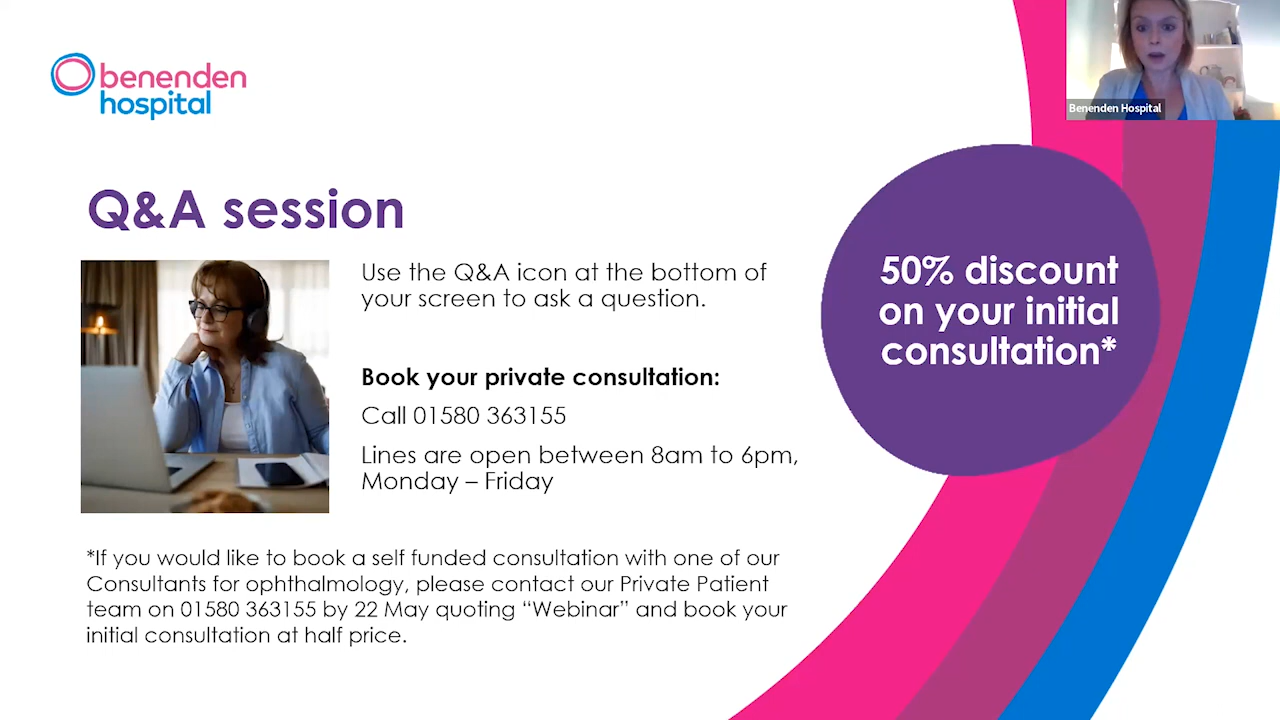 benenden
hospital
Benenden Hospital
Q&A session
Use the Q&A icon at the bottom of
your screen to ask a question.
Book your private consultation:
Call 01580 363155
Lines are open between 8am to 6pm,
Monday – Friday
50% discount
on your initial
consultation*
*If you would like to book a self funded consultation with one of our
Consultants for ophthalmology, please contact our Private Patient
team on 01580 363155 by 22 May quoting “Webinar” and book your
initial consultation at half price.